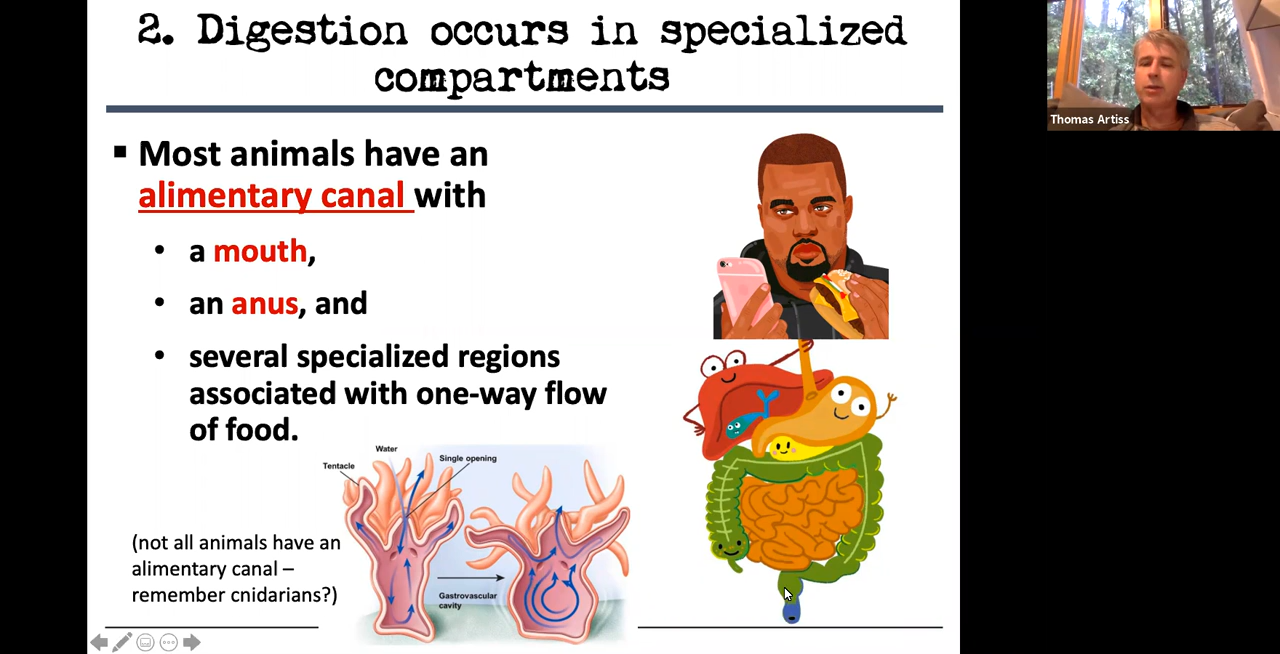 2. Digestion occurs in specialized
compartments
▪ Most animals have an
alimentary canal with
• a mouth,
• an anus, and
• several specialized regions
associated with one-way flow
of food.
Water
Tentacle
Single opening
Gastrovascular
cavity
(not all animals have an
alimentary canal –
remember cnidarians?)
Thomas Artiss